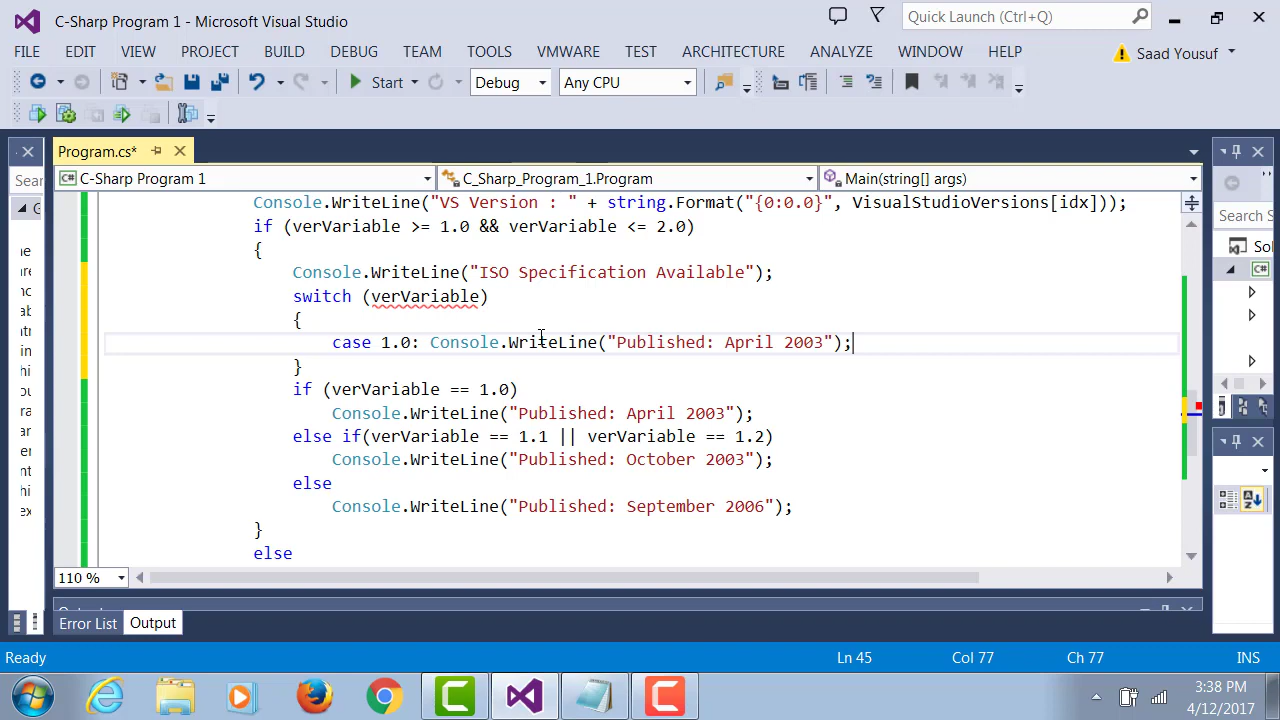 C-Sharp Program 1 - Microsoft Visual Studio
Quick Launch (Ctrl+Q)
FILE EDIT VIEW PROJECT BUILD DEBUG TEAM TOOLS VMWARE TEST ARCHITECTURE ANALYZE WINDOW HELP Saad Yousuf
Start Debug Any CPU
Program.cs*
Sear
C-Sharp Program 1 C_Sharp_Program_1.Program Main(string[] args)
Console.WriteLine("VS Version : " + string.Format("{0:0.0}", VisualStudioVersions[idx]));
if (verVariable >= 1.0 && verVariable <= 2.0)
{
Console.WriteLine("ISO Specification Available");
switch (verVariable)
{
case 1.0: Console.WriteLine("Published: April 2003");
}
if (verVariable == 1.0)
Console.WriteLine("Published: April 2003");
else if(verVariable == 1.1 || verVariable == 1.2)
Console.WriteLine("Published: October 2003");
else
Console.WriteLine("Published: September 2006");
}
else
Search S
Sol
110 %
Error List Output
Ready Ln 45 Col 77 Ch 77 INS
3:38 PM
4/12/2017